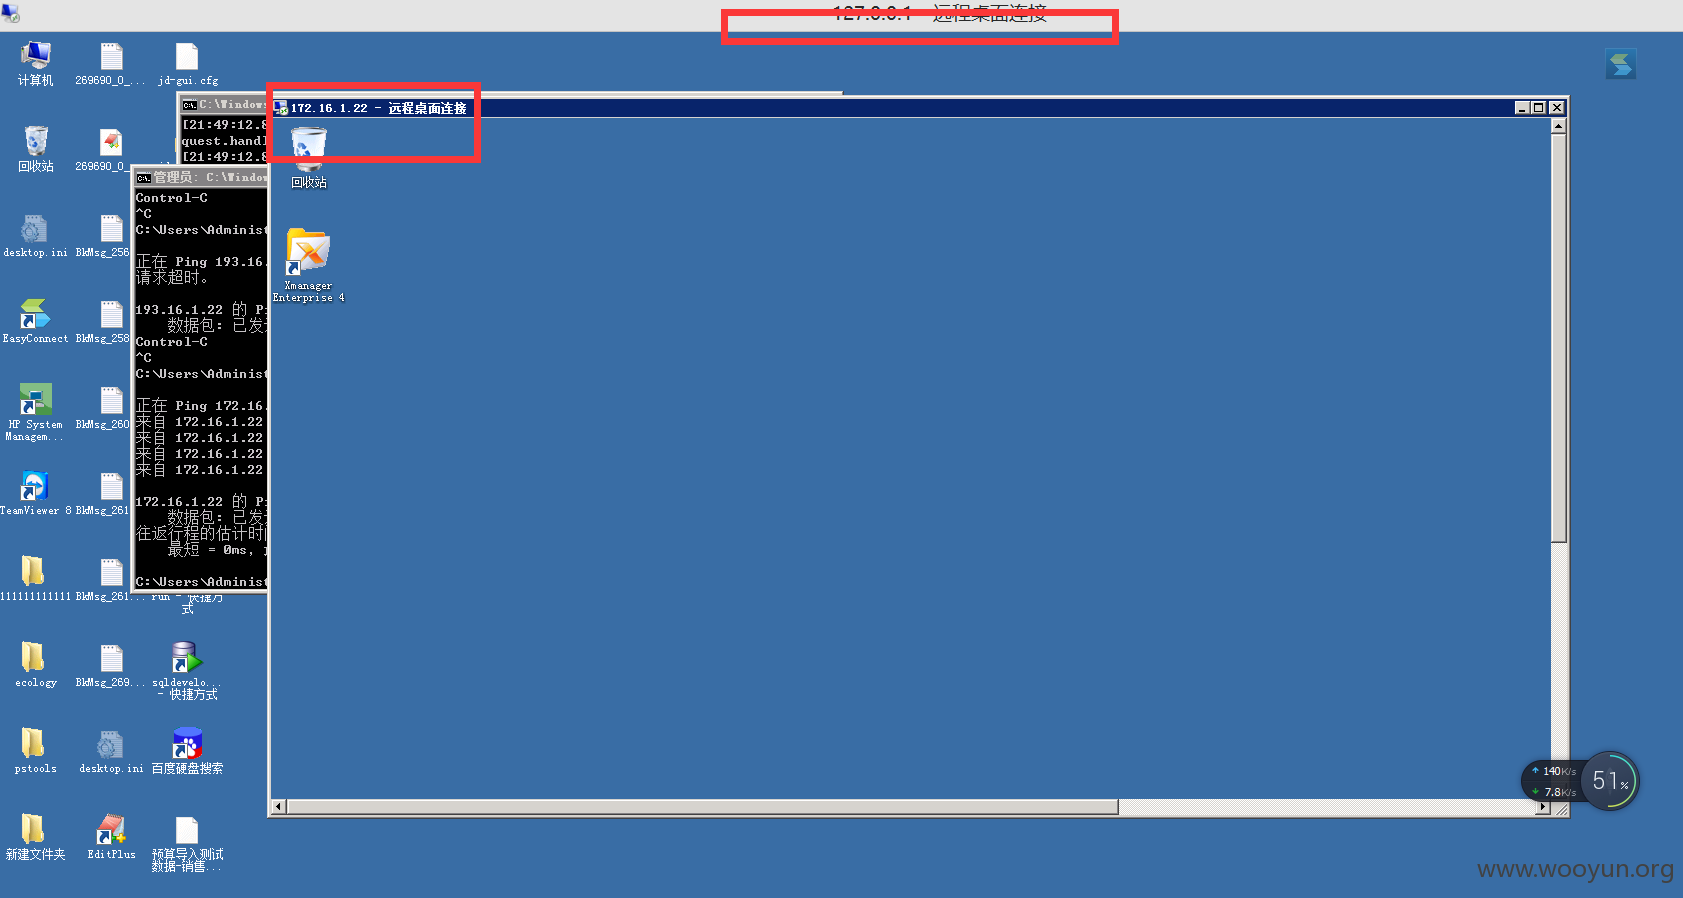 127.0.0.1 - 远程桌面连接
计算机
269690_0_...
jd-gui.cfg
C:\Windows
172.16.1.22 - 远程桌面连接
[21:49:12.8
quest.handl
[21:49:12.8
回收站
269690_0_
回收站
管理员: C:\Window
Control-C
^C
C:\Users\Administ
desktop.ini
BkMsg_256
正在 Ping 193.16.
请求超时。
Xmanager
Enterprise 4
193.16.1.22 的 Pi
数据包: 已发
EasyConnect
BkMsg_258
Control-C
^C
C:\Users\Administ
正在 Ping 172.16.
来自 172.16.1.22
来自 172.16.1.22
来自 172.16.1.22
来自 172.16.1.22
HP System
Managem...
BkMsg_260
172.16.1.22 的 Pi
数据包: 已发
往返行程的估计时间
最短 = 0ms,
TeamViewer 8
BkMsg_261
C:\Users\Administ
111111111111
BkMsg_261...
run - 快捷方
式
ecology
BkMsg_269...
sqldevelo...
- 快捷方式
pstools
desktop.ini
百度硬盘搜索
140K/s
7.8K/s
51%
新建文件夹
EditPlus
预算导入测试
数据-销售...
www.wooyun.org